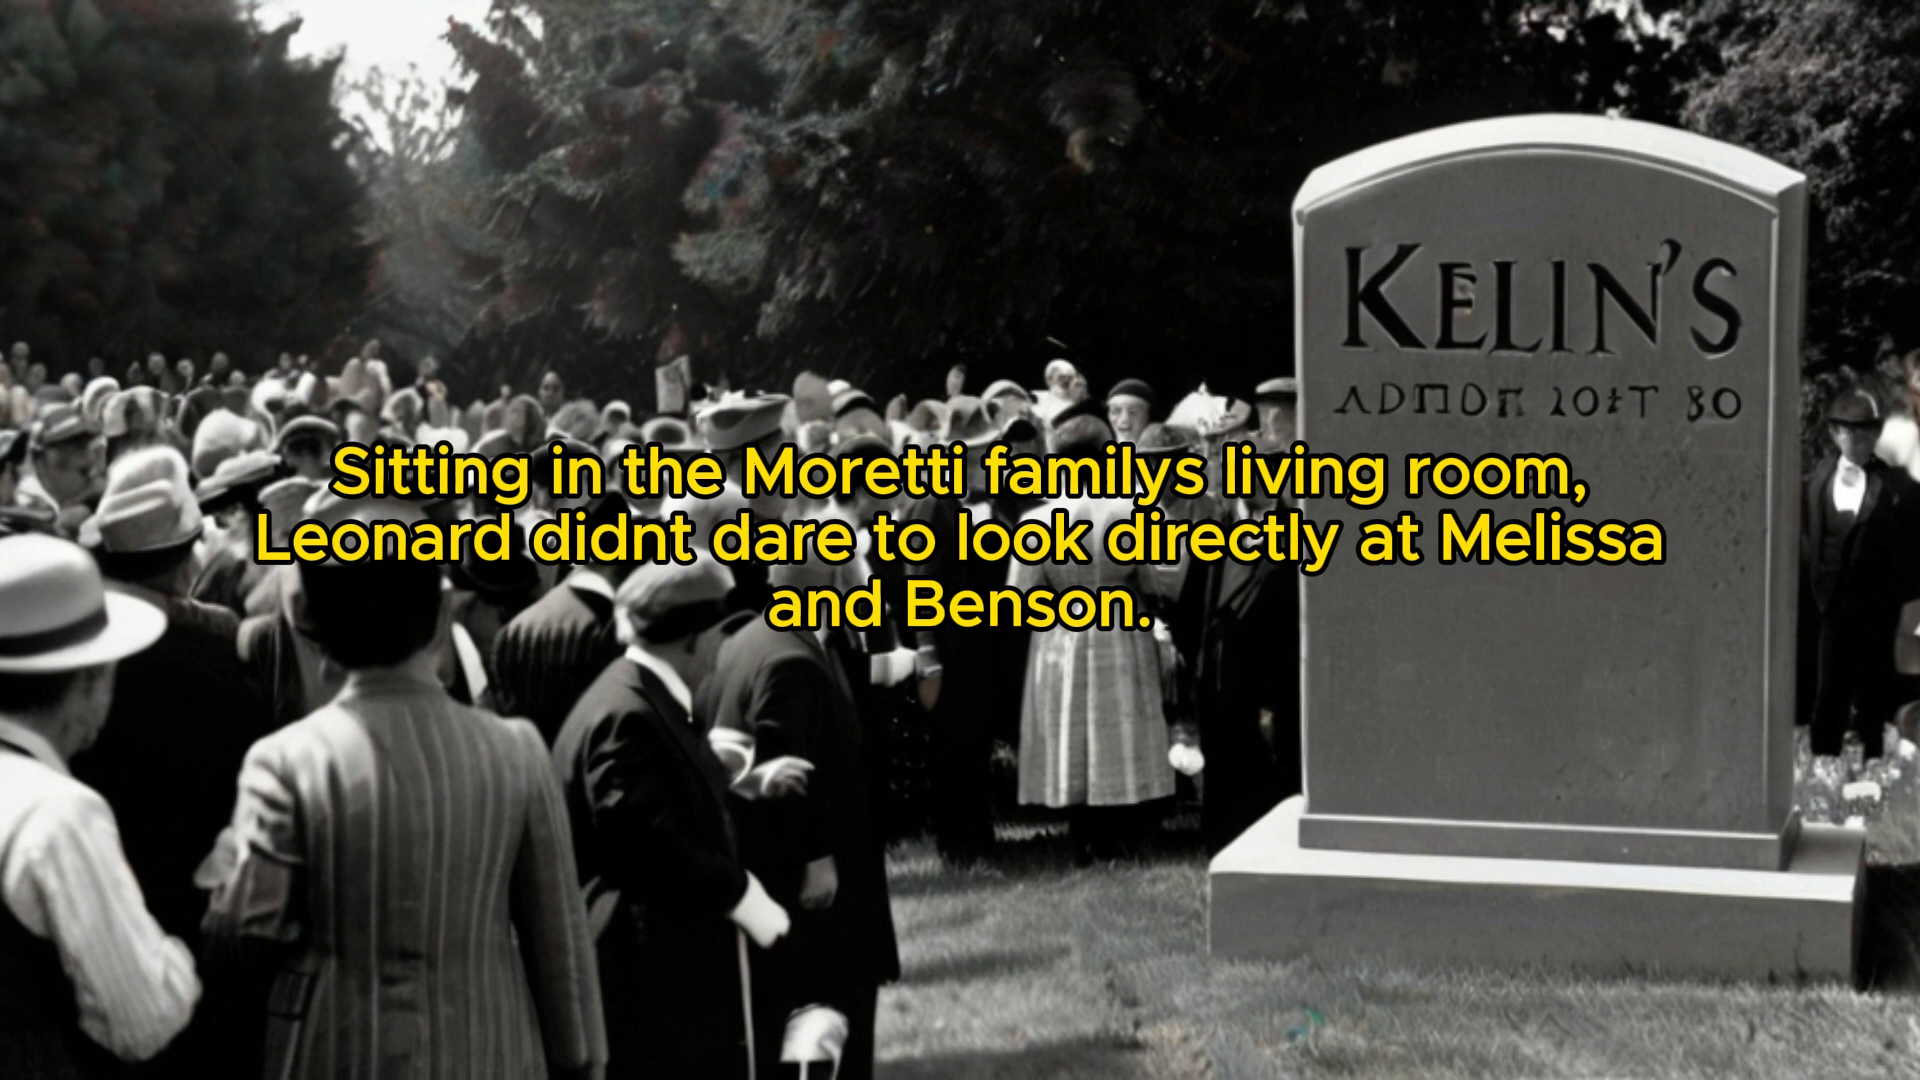 KELIN'S
Sitting in the Moretti familys living room,
Leonard didnt dare to look directly at Melissa
and Benson.